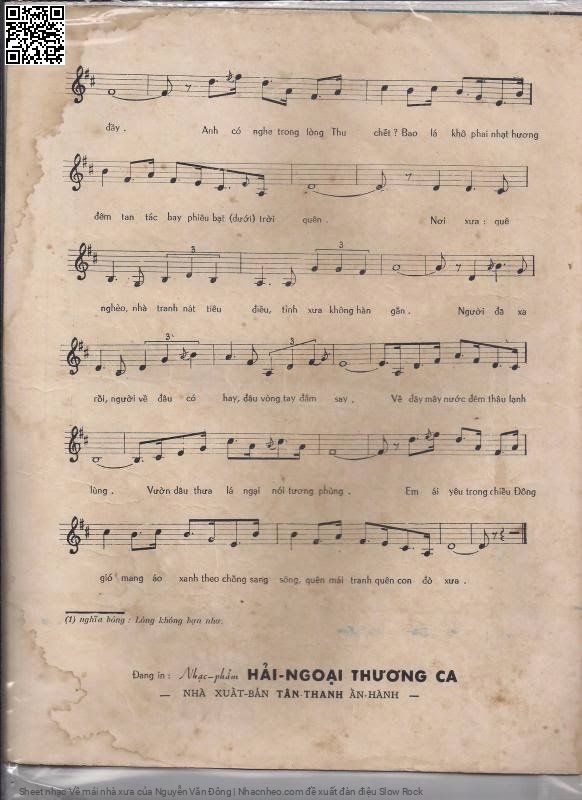 đây . Anh có nghe trong lòng Thu chết ? Bao lá khô phai nhạt hương
đêm tan tác bay phiêu bạt (dưới) trời quên . Nơi xưa : quê
nghèo, nhà tranh nát tiêu điều, tình xưa không hàn gắn . Người đã xa
rồi, người về đâu có hay, đâu vòng tay đắm say . Về đây mây nước đêm thâu lạnh
lùng . Vườn dâu thưa lá ngại nói tương phùng . Em ái yêu trong chiều Đông
gió mang áo xanh theo chồng sang sông, quên mái tranh quên con đò xưa .
(1) nghĩa bóng : Lòng không bợn nhơ.
Đang in : Nhạc-phẩm HẢI-NGOẠI THƯƠNG CA
— NHÀ XUẤT-BẢN TÂN-THANH ẤN-HÀNH —
Sheet nhạc Về mái nhà xưa của Nguyễn Văn Đông | Nhacnheo.com đề xuất đàn điệu Slow Rock